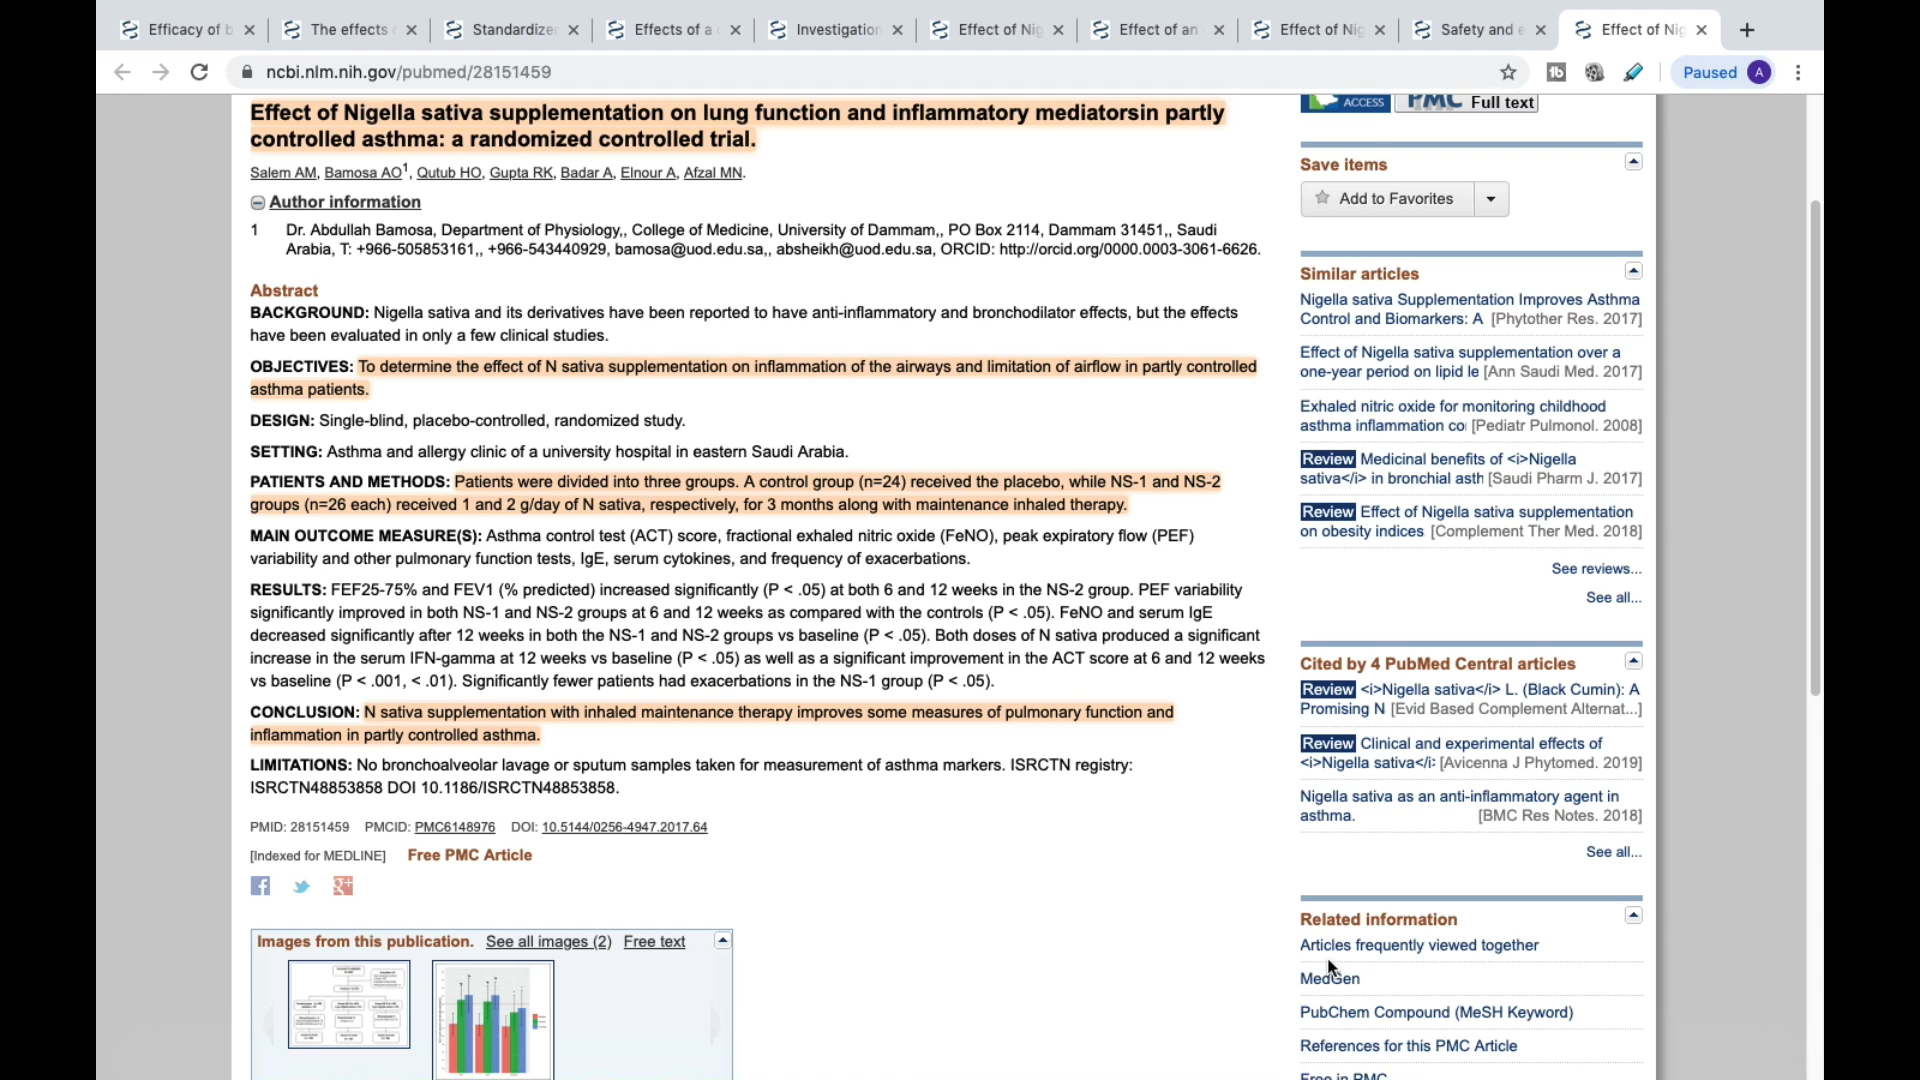 Efficacy of b
The effects
Standardize
Effects of a
Investigation
Effect of Nig
Effect of an
Effect of Nig
Safety and e
Effect of Nig
ncbi.nlm.nih.gov/pubmed/28151459
Paused A
Effect of Nigella sativa supplementation on lung function and inflammatory mediatorsin partly
controlled asthma: a randomized controlled trial.
Salem AM, Bamosa AO1, Qutub HO, Gupta RK, Badar A, Elnour A, Afzal MN.
Author information
1 Dr. Abdullah Bamosa, Department of Physiology,, College of Medicine, University of Dammam,, PO Box 2114, Dammam 31451,, Saudi
Arabia, T: +966-505853161,, +966-543440929, bamosa@uod.edu.sa,, absheikh@uod.edu.sa, ORCID: http://orcid.org/0000.0003-3061-6626.
Abstract
BACKGROUND: Nigella sativa and its derivatives have been reported to have anti-inflammatory and bronchodilator effects, but the effects
have been evaluated in only a few clinical studies.
OBJECTIVES: To determine the effect of N sativa supplementation on inflammation of the airways and limitation of airflow in partly controlled
asthma patients.
DESIGN: Single-blind, placebo-controlled, randomized study.
SETTING: Asthma and allergy clinic of a university hospital in eastern Saudi Arabia.
PATIENTS AND METHODS: Patients were divided into three groups. A control group (n=24) received the placebo, while NS-1 and NS-2
groups (n=26 each) received 1 and 2 g/day of N sativa, respectively, for 3 months along with maintenance inhaled therapy.
MAIN OUTCOME MEASURE(S): Asthma control test (ACT) score, fractional exhaled nitric oxide (FeNO), peak expiratory flow (PEF)
variability and other pulmonary function tests, IgE, serum cytokines, and frequency of exacerbations.
RESULTS: FEF25-75% and FEV1 (% predicted) increased significantly (P < .05) at both 6 and 12 weeks in the NS-2 group. PEF variability
significantly improved in both NS-1 and NS-2 groups at 6 and 12 weeks as compared with the controls (P < .05). FeNO and serum IgE
decreased significantly after 12 weeks in both the NS-1 and NS-2 groups vs baseline (P < .05). Both doses of N sativa produced a significant
increase in the serum IFN-gamma at 12 weeks vs baseline (P < .05) as well as a significant improvement in the ACT score at 6 and 12 weeks
vs baseline (P < .001, < .01). Significantly fewer patients had exacerbations in the NS-1 group (P < .05).
CONCLUSION: N sativa supplementation with inhaled maintenance therapy improves some measures of pulmonary function and
inflammation in partly controlled asthma.
LIMITATIONS: No bronchoalveolar lavage or sputum samples taken for measurement of asthma markers. ISRCTN registry:
ISRCTN48853858 DOI 10.1186/ISRCTN48853858.
PMID: 28151459 PMCID: PMC6148976 DOI: 10.5144/0256-4947.2017.64
[Indexed for MEDLINE] Free PMC Article
Images from this publication. See all images (2) Free text
ACCESS PMC Full text
Save items
Add to Favorites
Similar articles
Nigella sativa Supplementation Improves Asthma
Control and Biomarkers: A [Phytother Res. 2017]
Effect of Nigella sativa supplementation over a
one-year period on lipid le [Ann Saudi Med. 2017]
Exhaled nitric oxide for monitoring childhood
asthma inflammation co [Pediatr Pulmonol. 2008]
Review Medicinal benefits of <i>Nigella
sativa</i> in bronchial asth [Saudi Pharm J. 2017]
Review Effect of Nigella sativa supplementation
on obesity indices [Complement Ther Med. 2018]
See reviews...
See all...
Cited by 4 PubMed Central articles
Review <i>Nigella sativa</i> L. (Black Cumin): A
Promising N [Evid Based Complement Alternat...]
Review Clinical and experimental effects of
<i>Nigella sativa</i: [Avicenna J Phytomed. 2019]
Nigella sativa as an anti-inflammatory agent in
asthma. [BMC Res Notes. 2018]
See all...
Related information
Articles frequently viewed together
MedGen
PubChem Compound (MeSH Keyword)
References for this PMC Article
Free in PMC